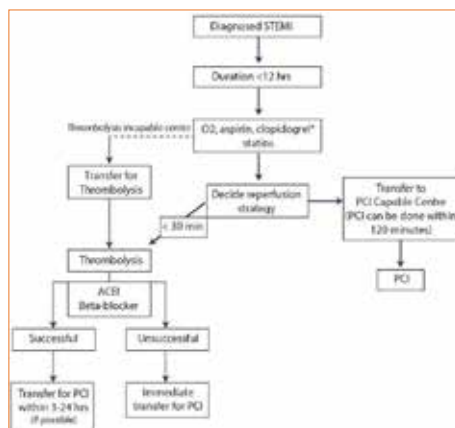 Diagnosed STEMI
Duration <12 hrs
Thrombolysis incapable center
O2, aspirin, clopidogrel*
statins
Transfer for
Thrombolysis
Decide reperfusion
strategy
Transfer to
PCI Capable Centre
(PCI can be done within
120 minutes)
< 30 min
Thrombolysis
PCI
ACEI
Beta-blocker
Successful
Unsuccessful
Transfer for PCI
within 3-24 hrs
(if possible)
Immediate
transfer for PCI